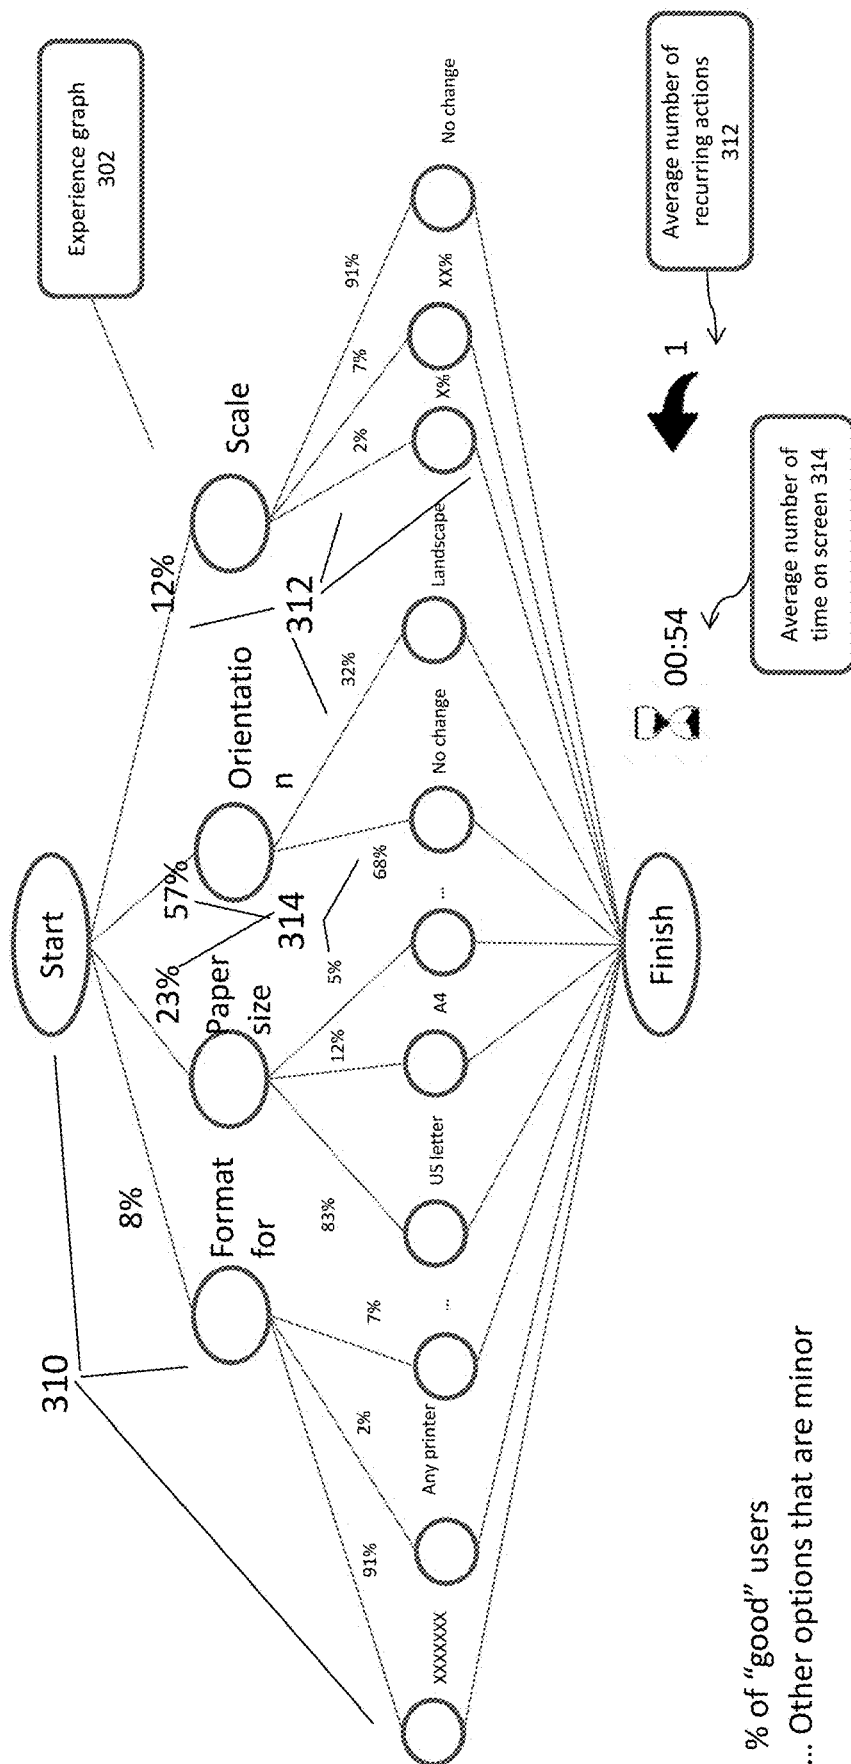 Experience graph
302
Start
310
8%
23%
57%
12%
Format
for
Paper
size
Orientatio
n
Scale
314
312
91%
2%
7%
83%
12%
5%
68%
32%
2%
7%
91%
XXXXXXX
Any printer
...
US letter
A4
...
No change
Landscape
X%
XX%
No change
Finish
00:54
1
Average number of
time on screen 314
Average number of
recurring actions
312
% of “good” users
... Other options that are minor